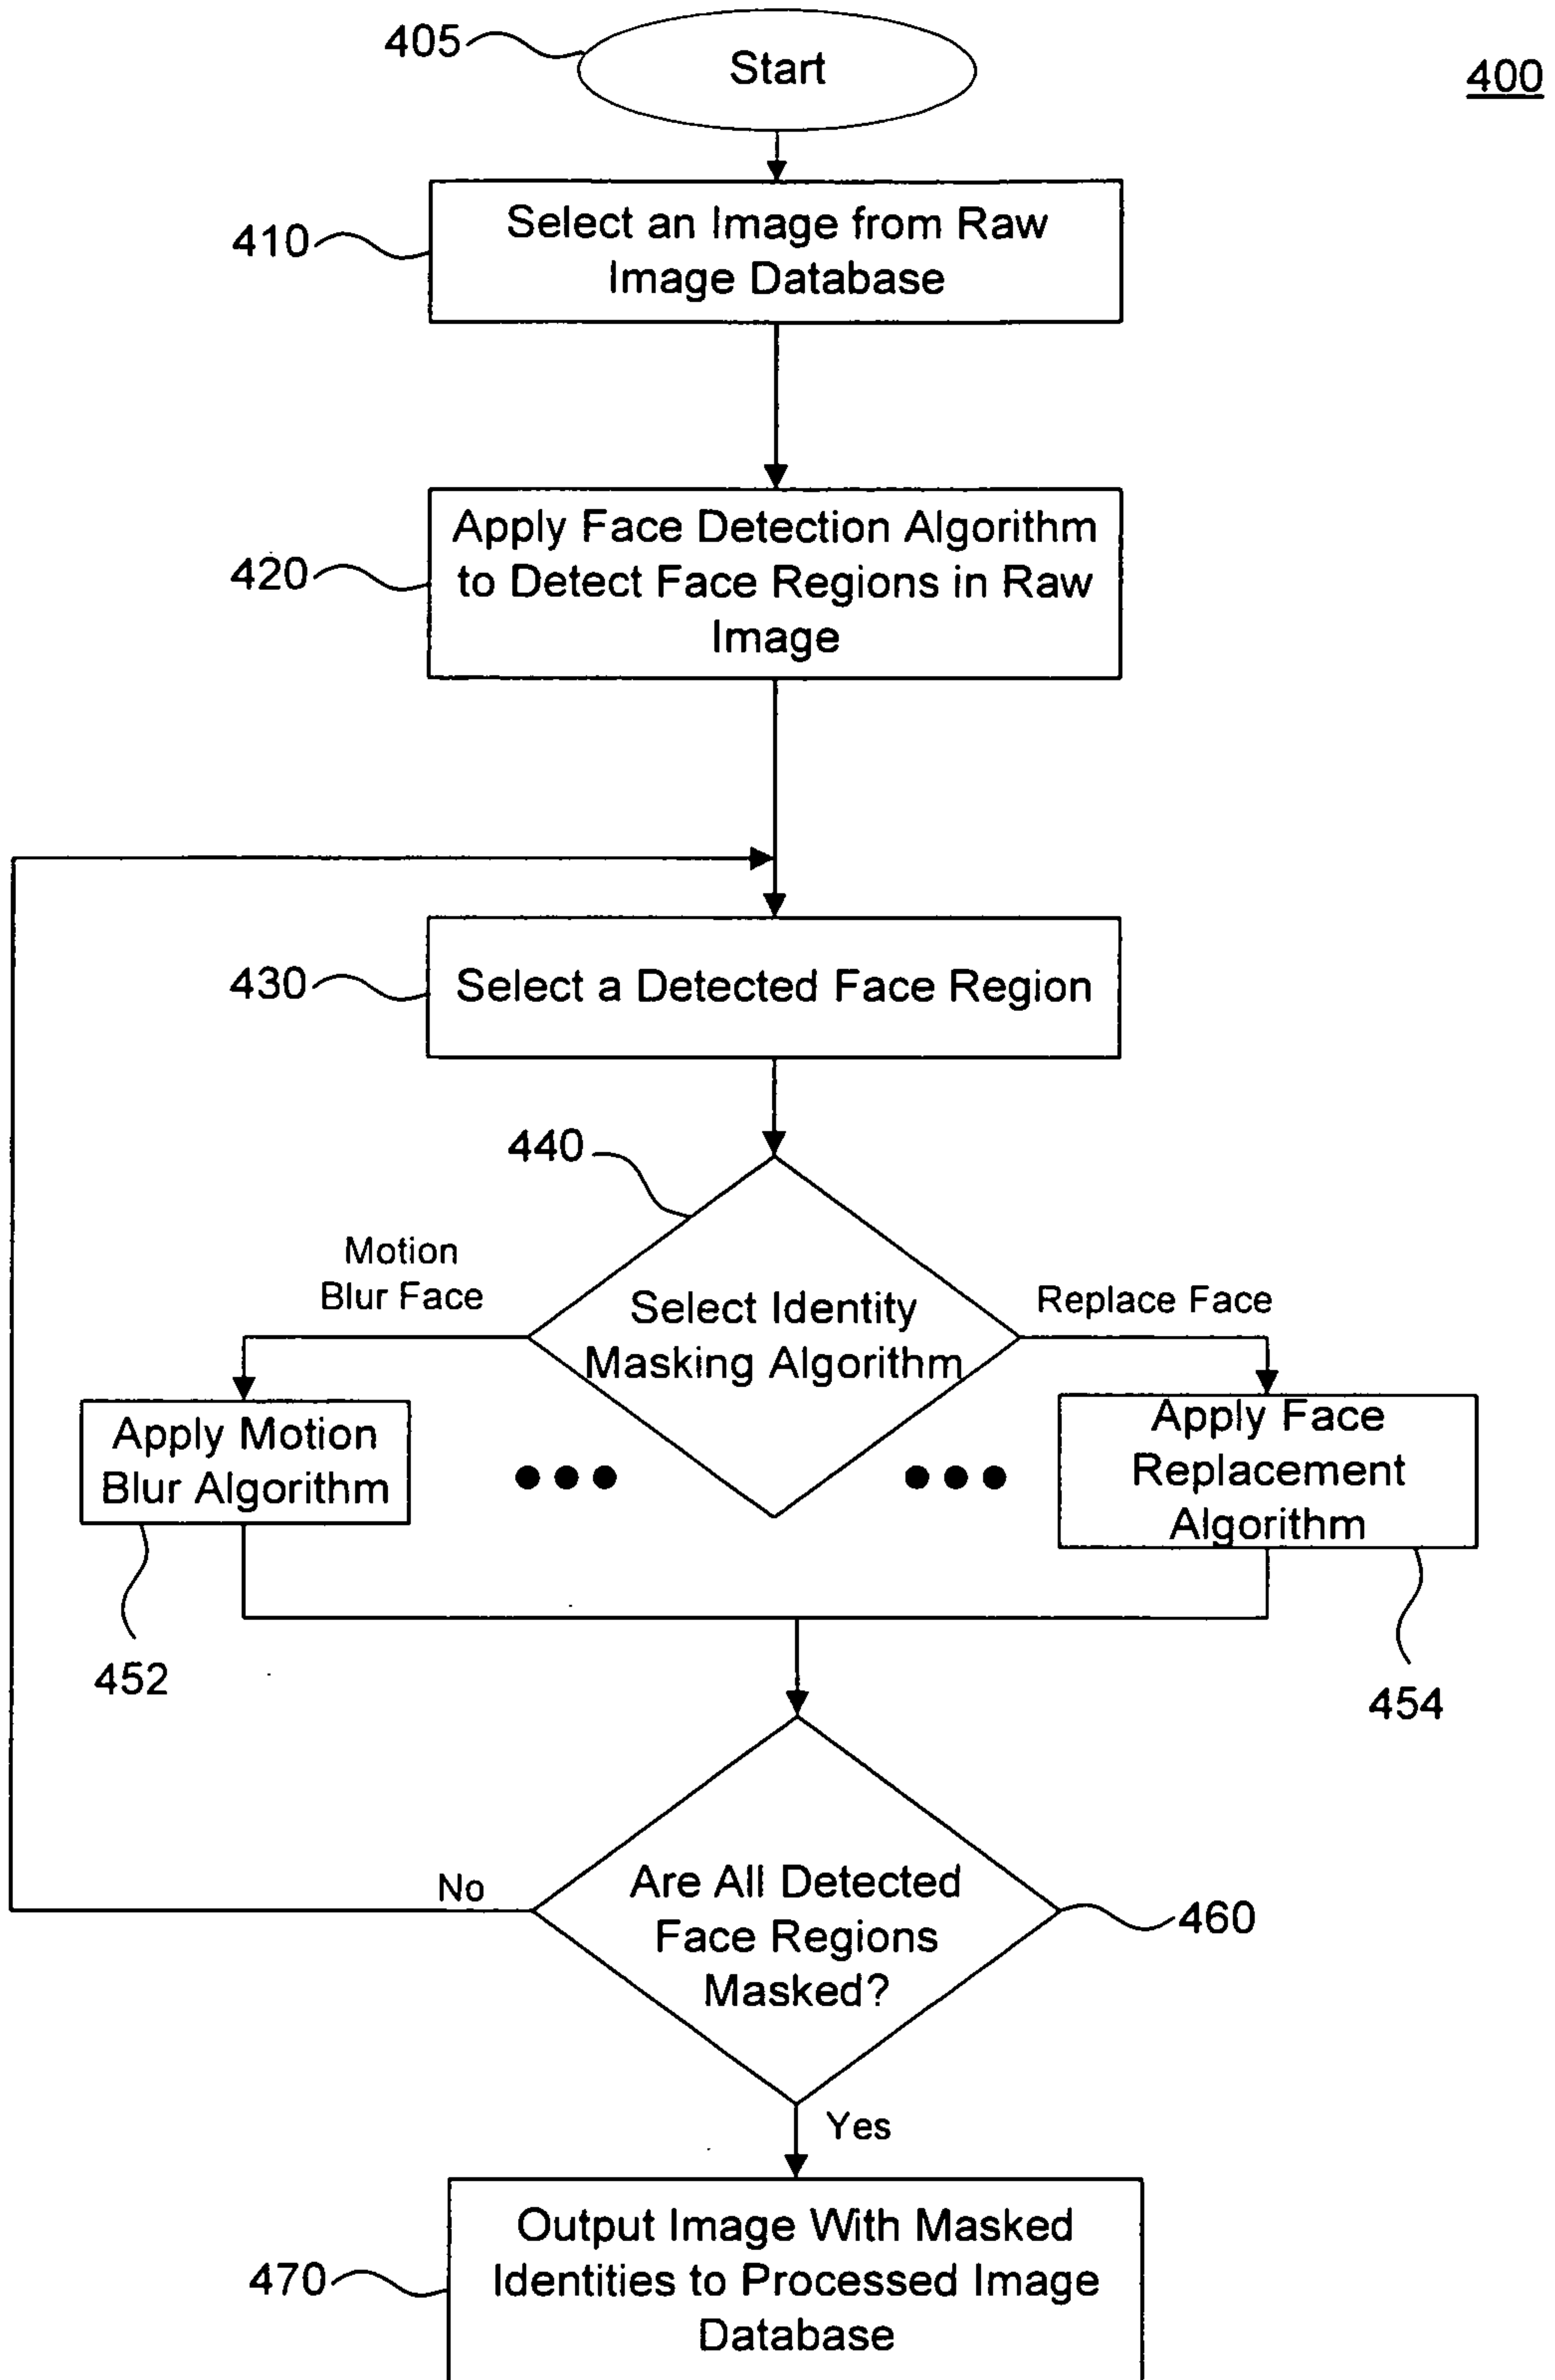 405
Start
400
410
Select an Image from Raw
Image Database
420
Apply Face Detection Algorithm
to Detect Face Regions in Raw
Image
430
Select a Detected Face Region
440
Motion
Blur Face
Select Identity
Masking Algorithm
Replace Face
Apply Motion
Blur Algorithm
Apply Face
Replacement
Algorithm
452
454
No
Are All Detected
Face Regions
Masked?
460
Yes
470
Output Image With Masked
Identities to Processed Image
Database